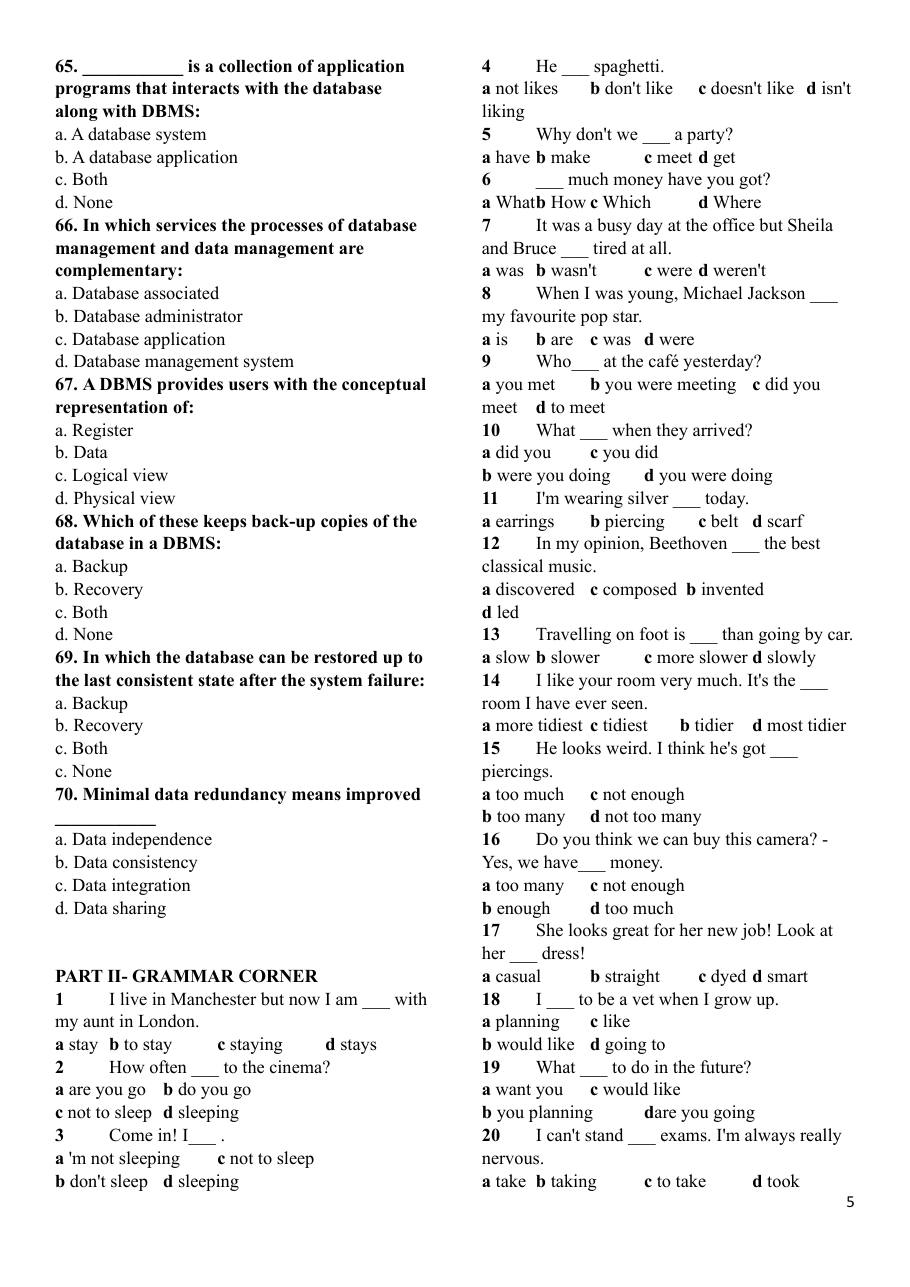 65. ___________ is a collection of application
programs that interacts with the database
along with DBMS:
a. A database system
b. A database application
c. Both
d. None
66. In which services the processes of database
management and data management are
complementary:
a. Database associated
b. Database administrator
c. Database application
d. Database management system
67. A DBMS provides users with the conceptual
representation of:
a. Register
b. Data
c. Logical view
d. Physical view
68. Which of these keeps back-up copies of the
database in a DBMS:
a. Backup
b. Recovery
c. Both
d. None
69. In which the database can be restored up to
the last consistent state after the system failure:
a. Backup
b. Recovery
c. Both
c. None
70. Minimal data redundancy means improved
___________
a. Data independence
b. Data consistency
c. Data integration
d. Data sharing
PART II- GRAMMAR CORNER
1 I live in Manchester but now I am ___ with
my aunt in London.
a stay b to stay c staying d stays
2 How often ___ to the cinema?
a are you go b do you go
c not to sleep d sleeping
3 Come in! I___ .
a 'm not sleeping c not to sleep
b don't sleep d sleeping
4 He ___ spaghetti.
a not likes b don't like c doesn't like d isn't
liking
5 Why don't we ___ a party?
a have b make c meet d get
6 ___ much money have you got?
a Whatb How c Which d Where
7 It was a busy day at the office but Sheila
and Bruce ___ tired at all.
a was b wasn't c were d weren't
8 When I was young, Michael Jackson ___
my favourite pop star.
a is b are c was d were
9 Who___ at the café yesterday?
a you met b you were meeting c did you
meet d to meet
10 What ___ when they arrived?
a did you c you did
b were you doing d you were doing
11 I'm wearing silver ___ today.
a earrings b piercing c belt d scarf
12 In my opinion, Beethoven ___ the best
classical music.
a discovered c composed b invented
d led
13 Travelling on foot is ___ than going by car.
a slow b slower c more slower d slowly
14 I like your room very much. It's the ___
room I have ever seen.
a more tidiest c tidiest b tidier d most tidier
15 He looks weird. I think he's got ___
piercings.
a too much c not enough
b too many d not too many
16 Do you think we can buy this camera? -
Yes, we have___ money.
a too many c not enough
b enough d too much
17 She looks great for her new job! Look at
her ___ dress!
a casual b straight c dyed d smart
18 I ___ to be a vet when I grow up.
a planning c like
b would like d going to
19 What ___ to do in the future?
a want you c would like
b you planning dare you going
20 I can't stand ___ exams. I'm always really
nervous.
a take b taking c to take d took
5